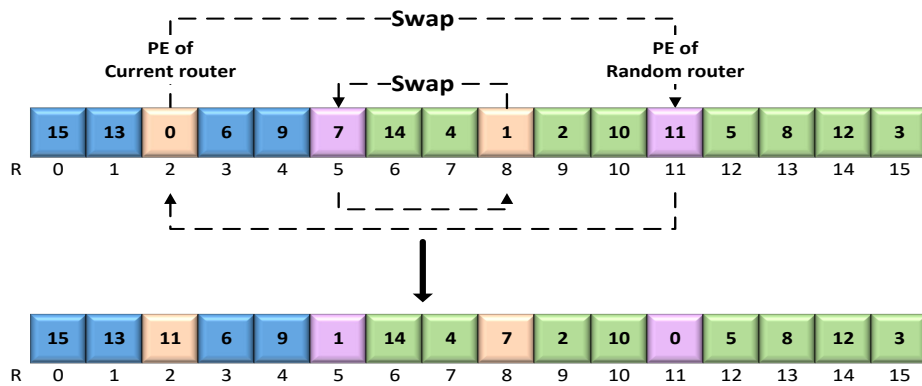 Swap
PE of
Current router
PE of
Random router
Swap
15 13 0 6 9 7 14 4 1 2 10 11 5 8 12 3
R 0 1 2 3 4 5 6 7 8 9 10 11 12 13 14 15
15 13 11 6 9 1 14 4 7 2 10 0 5 8 12 3
R 0 1 2 3 4 5 6 7 8 9 10 11 12 13 14 15